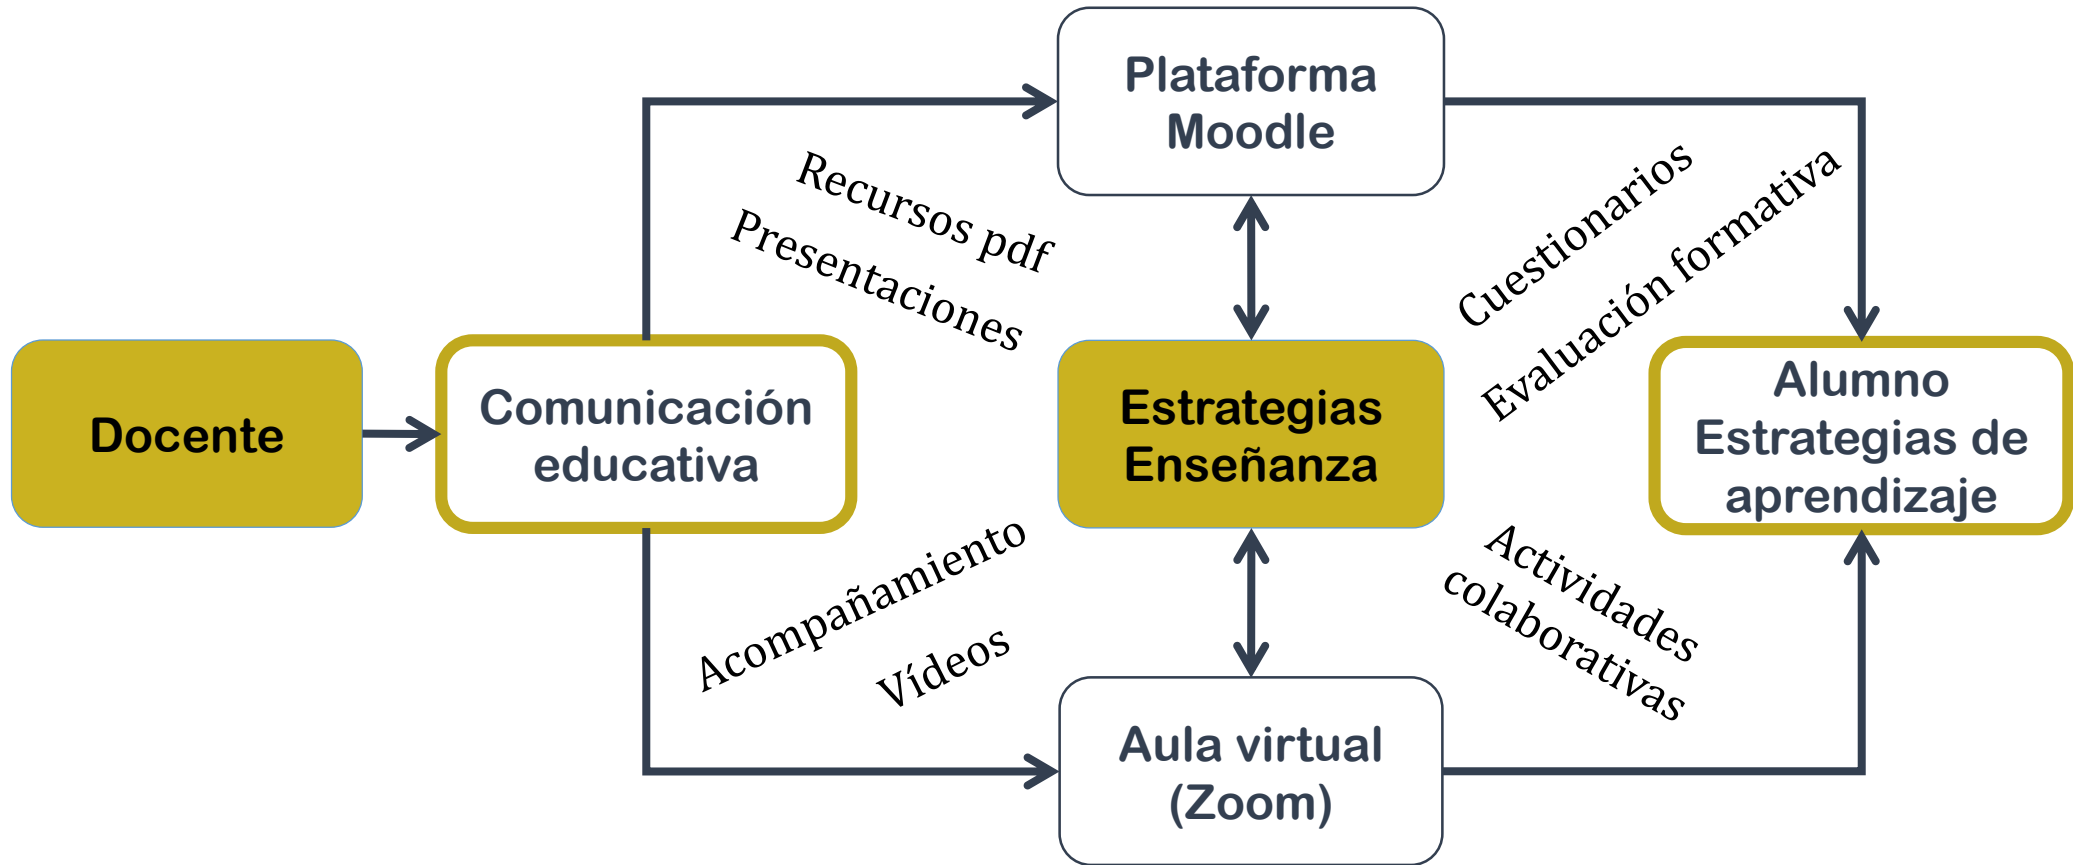 Plataforma
Moodle
Recursos pdf
Presentaciones
Cuestionarios
Evaluación formativa
Docente
Comunicación
educativa
Estrategias
Enseñanza
Alumno
Estrategias de
aprendizaje
Acompañamiento
Vídeos
Actividades
colaborativas
Aula virtual
(Zoom)